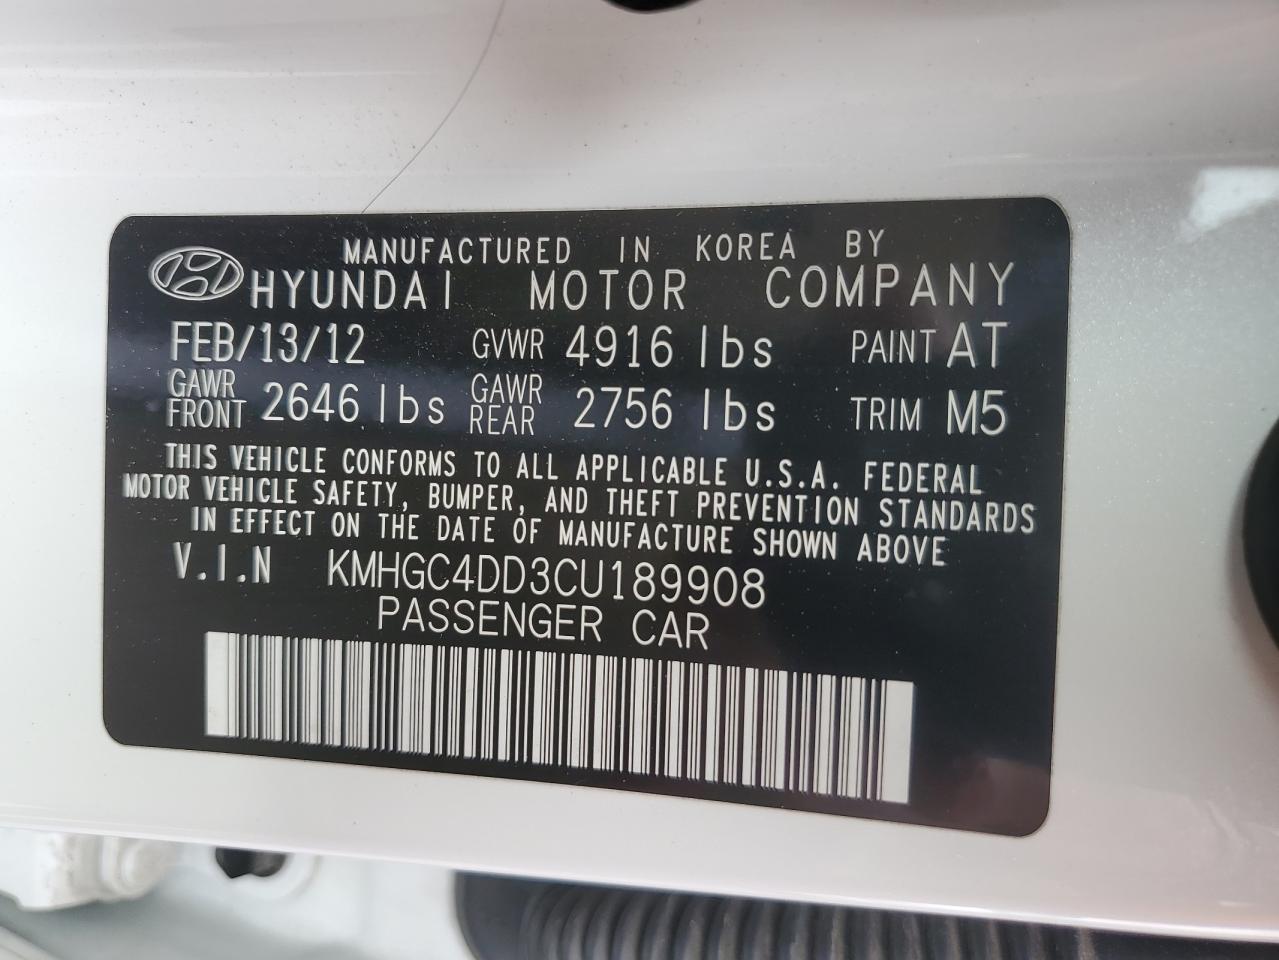 MANUFACTURED IN KOREA BY
HYUNDAI MOTOR COMPANY
FEB/13/12 GVWR 4916 lbs PAINT AT
GAWR FRONT 2646 lbs GAWR REAR 2756 lbs TRIM M5
THIS VEHICLE CONFORMS TO ALL APPLICABLE U.S.A. FEDERAL
MOTOR VEHICLE SAFETY, BUMPER, AND THEFT PREVENTION STANDARDS
IN EFFECT ON THE DATE OF MANUFACTURE SHOWN ABOVE
V.I.N KMHGC4DD3CU189908
PASSENGER CAR